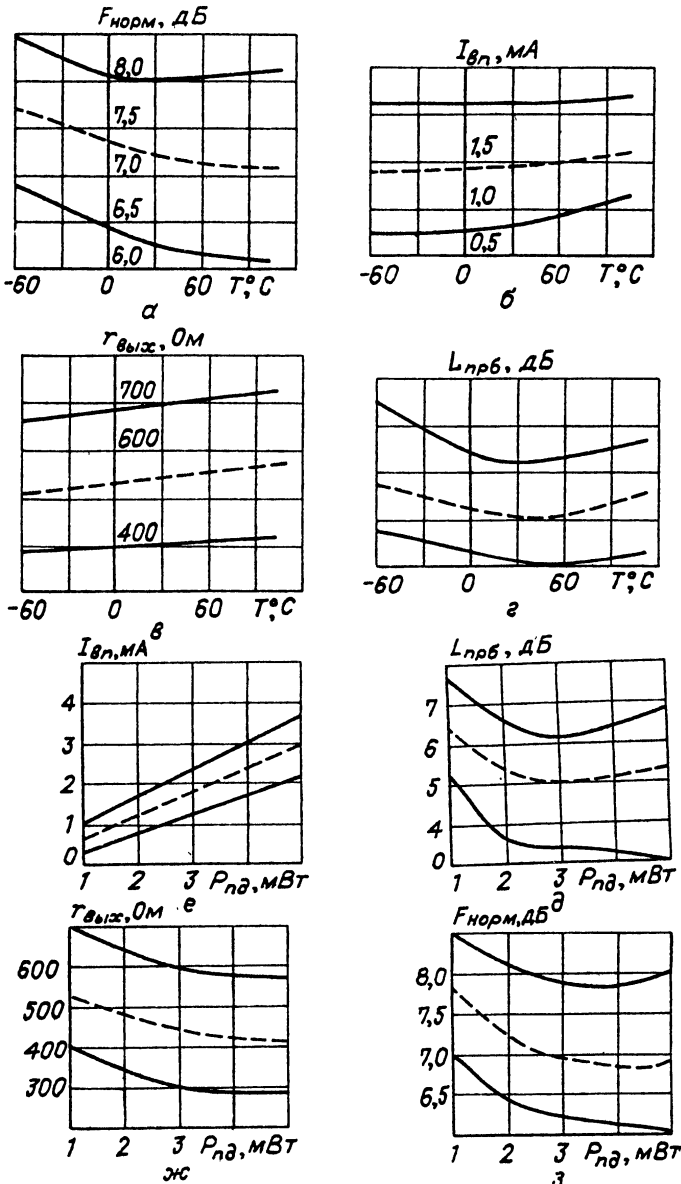 Fнорм, дБ
8,0
7,5
7,0
6,5
6,0
-60 0 60 T,°C
а
Iвп, мА
1,5
1,0
0,5
-60 0 60 T,°C
б
rвых, Ом
700
600
400
-60 0 60 T,°C
в
Lпрб, дБ
-60 0 60 T,°C
г
Iвп, мА
4
3
2
1
0
1 2 3 Pпд, мВт
е
Lпрб, дБ
7
6
5
4
0
1 2 3 Pпд, мВт
д
rвых, Ом
600
500
400
300
1 2 3 Pпд, мВт
ж
Fнорм, дБ
8,0
7,5
7,0
6,5
1 2 3 Pпд, мВт
з